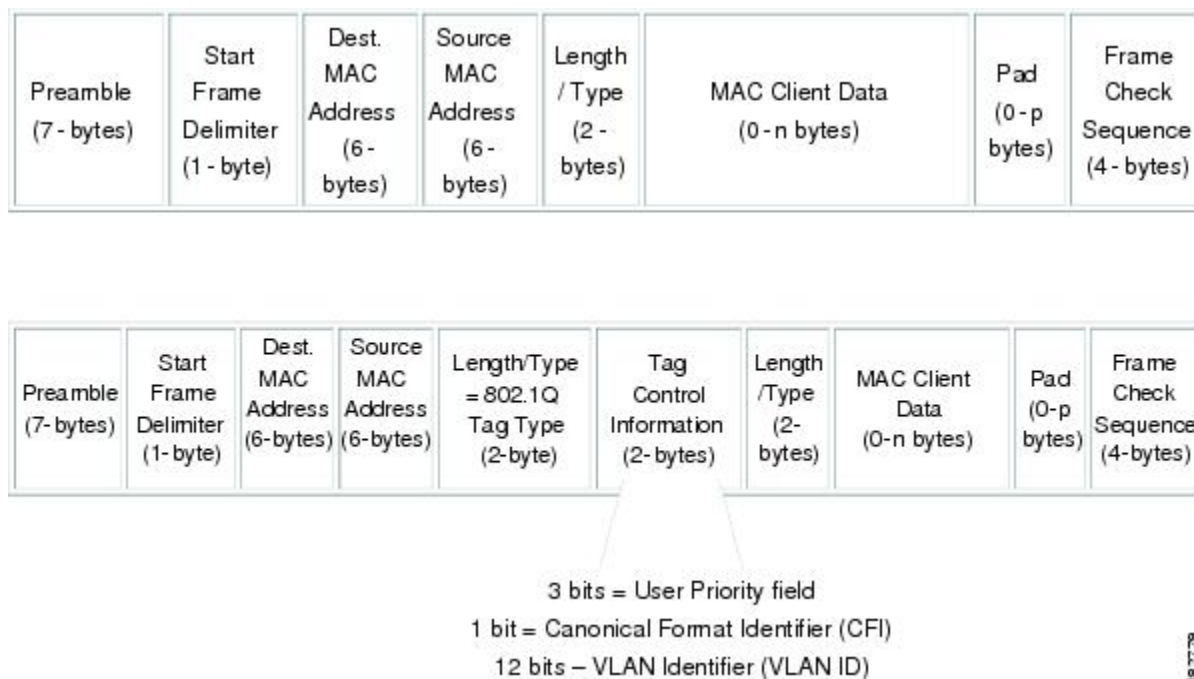 Preamble
(7 - bytes)
Start
Frame
Delimiter
(1 - byte)
Dest.
MAC
Address
(6 -
bytes)
Source
MAC
Address
(6 -
bytes)
Length
/ Type
(2 -
bytes)
MAC Client Data
(0 - n bytes)
Pad
(0 - p
bytes)
Frame
Check
Sequence
(4 - bytes)
Preamble
(7- bytes)
Start
Frame
Delimiter
(1- byte)
Dest.
MAC
Address
(6-bytes)
Source
MAC
Address
(6-bytes)
Length/Type
= 802.1Q
Tag Type
(2-byte)
Tag
Control
Information
(2- bytes)
Length
/Type
(2-
bytes)
MAC Client
Data
(0-n bytes)
Pad
(0-p
bytes)
Frame
Check
Sequence
(4-bytes)
3 bits = User Priority field
1 bit = Canonical Format Identifier (CFI)
12 bits – VLAN Identifier (VLAN ID)